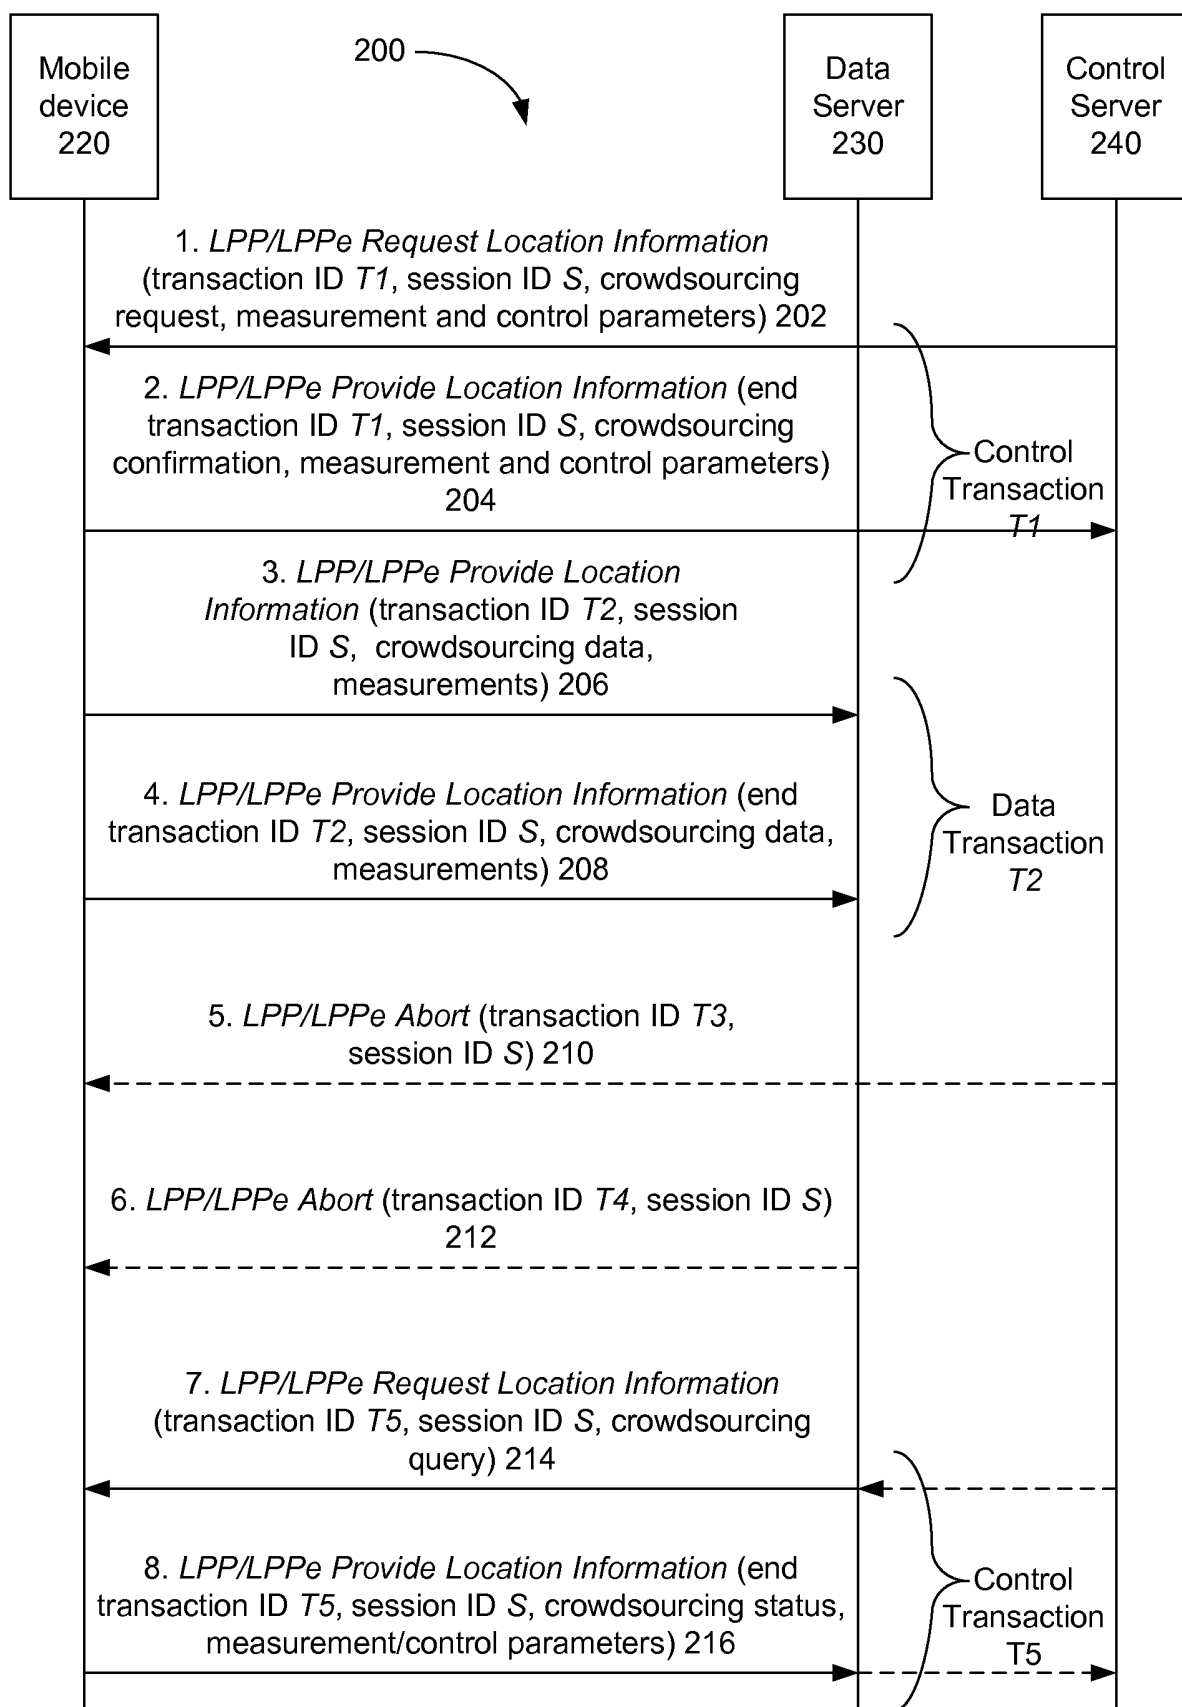 Mobile
device
220
200
Data
Server
230
Control
Server
240
1. LPP/LPPe Request Location Information
(transaction ID T1, session ID S, crowdsourcing
request, measurement and control parameters) 202
2. LPP/LPPe Provide Location Information (end
transaction ID T1, session ID S, crowdsourcing
confirmation, measurement and control parameters)
204
Control
Transaction
T1
3. LPP/LPPe Provide Location
Information (transaction ID T2, session
ID S, crowdsourcing data,
measurements) 206
4. LPP/LPPe Provide Location Information (end
transaction ID T2, session ID S, crowdsourcing data,
measurements) 208
Data
Transaction
T2
5. LPP/LPPe Abort (transaction ID T3,
session ID S) 210
6. LPP/LPPe Abort (transaction ID T4, session ID S)
212
7. LPP/LPPe Request Location Information
(transaction ID T5, session ID S, crowdsourcing
query) 214
8. LPP/LPPe Provide Location Information (end
transaction ID T5, session ID S, crowdsourcing status,
measurement/control parameters) 216
Control
Transaction
T5